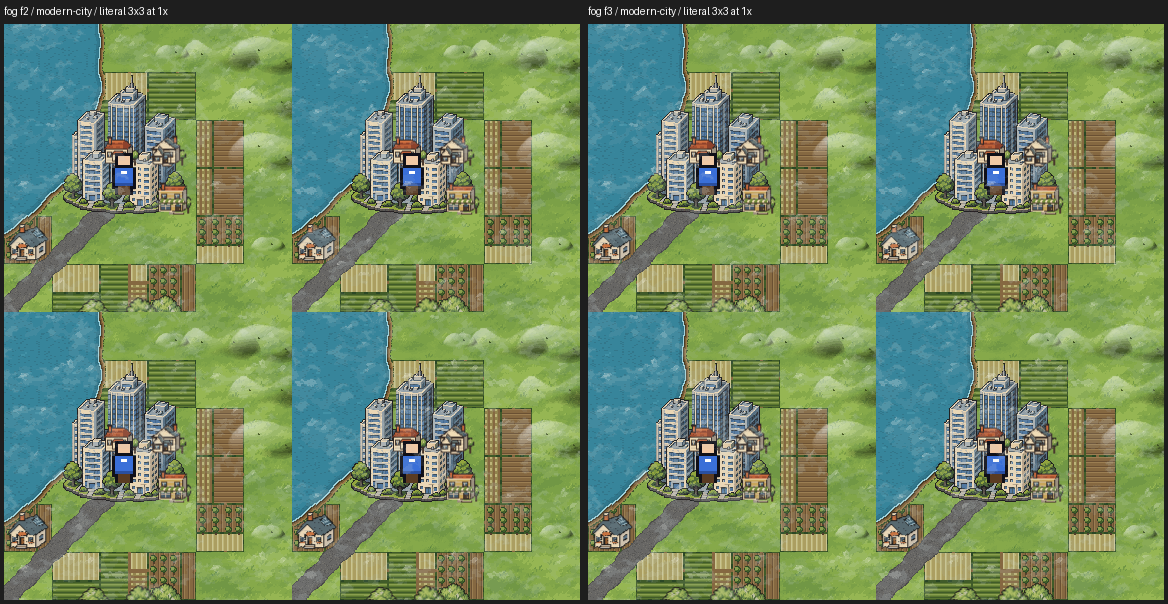 fog f2 / modern-city / literal 3x3 at 1x
fog f3 / modern-city / literal 3x3 at 1x